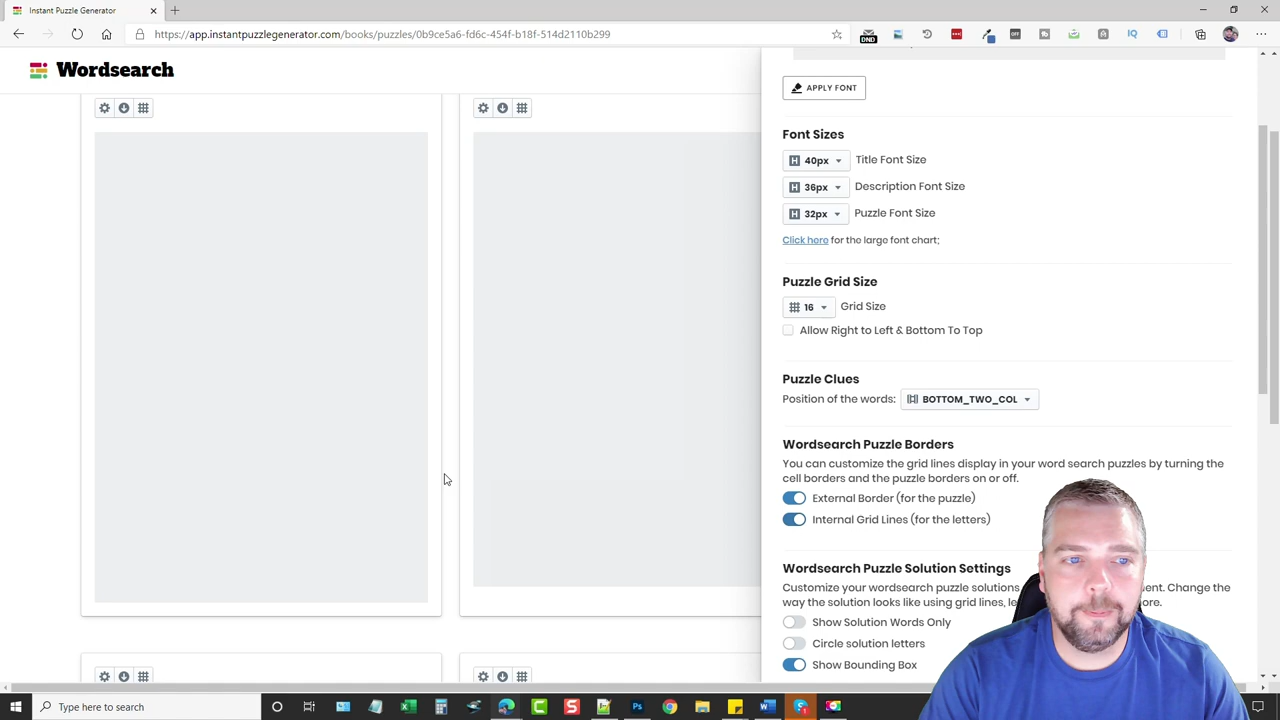 Instant Puzzle Generator
https://app.instantpuzzlegenerator.com/books/puzzles/0b9ce5a6-fd6c-454f-b18f-514d2110b299
DND
OFF
IQ
Wordsearch
APPLY FONT
Font Sizes
40px Title Font Size
36px Description Font Size
32px Puzzle Font Size
Click here for the large font chart;
Puzzle Grid Size
16 Grid Size
Allow Right to Left & Bottom To Top
Puzzle Clues
Position of the words: BOTTOM_TWO_COL
Wordsearch Puzzle Borders
You can customize the grid lines display in your word search puzzles by turning the
cell borders and the puzzle borders on or off.
External Border (for the puzzle)
Internal Grid Lines (for the letters)
Wordsearch Puzzle Solution Settings
Customize your wordsearch puzzle solutions Change the
way the solution looks like using grid lines,
Show Solution Words Only
Circle solution letters
Show Bounding Box
Type here to search